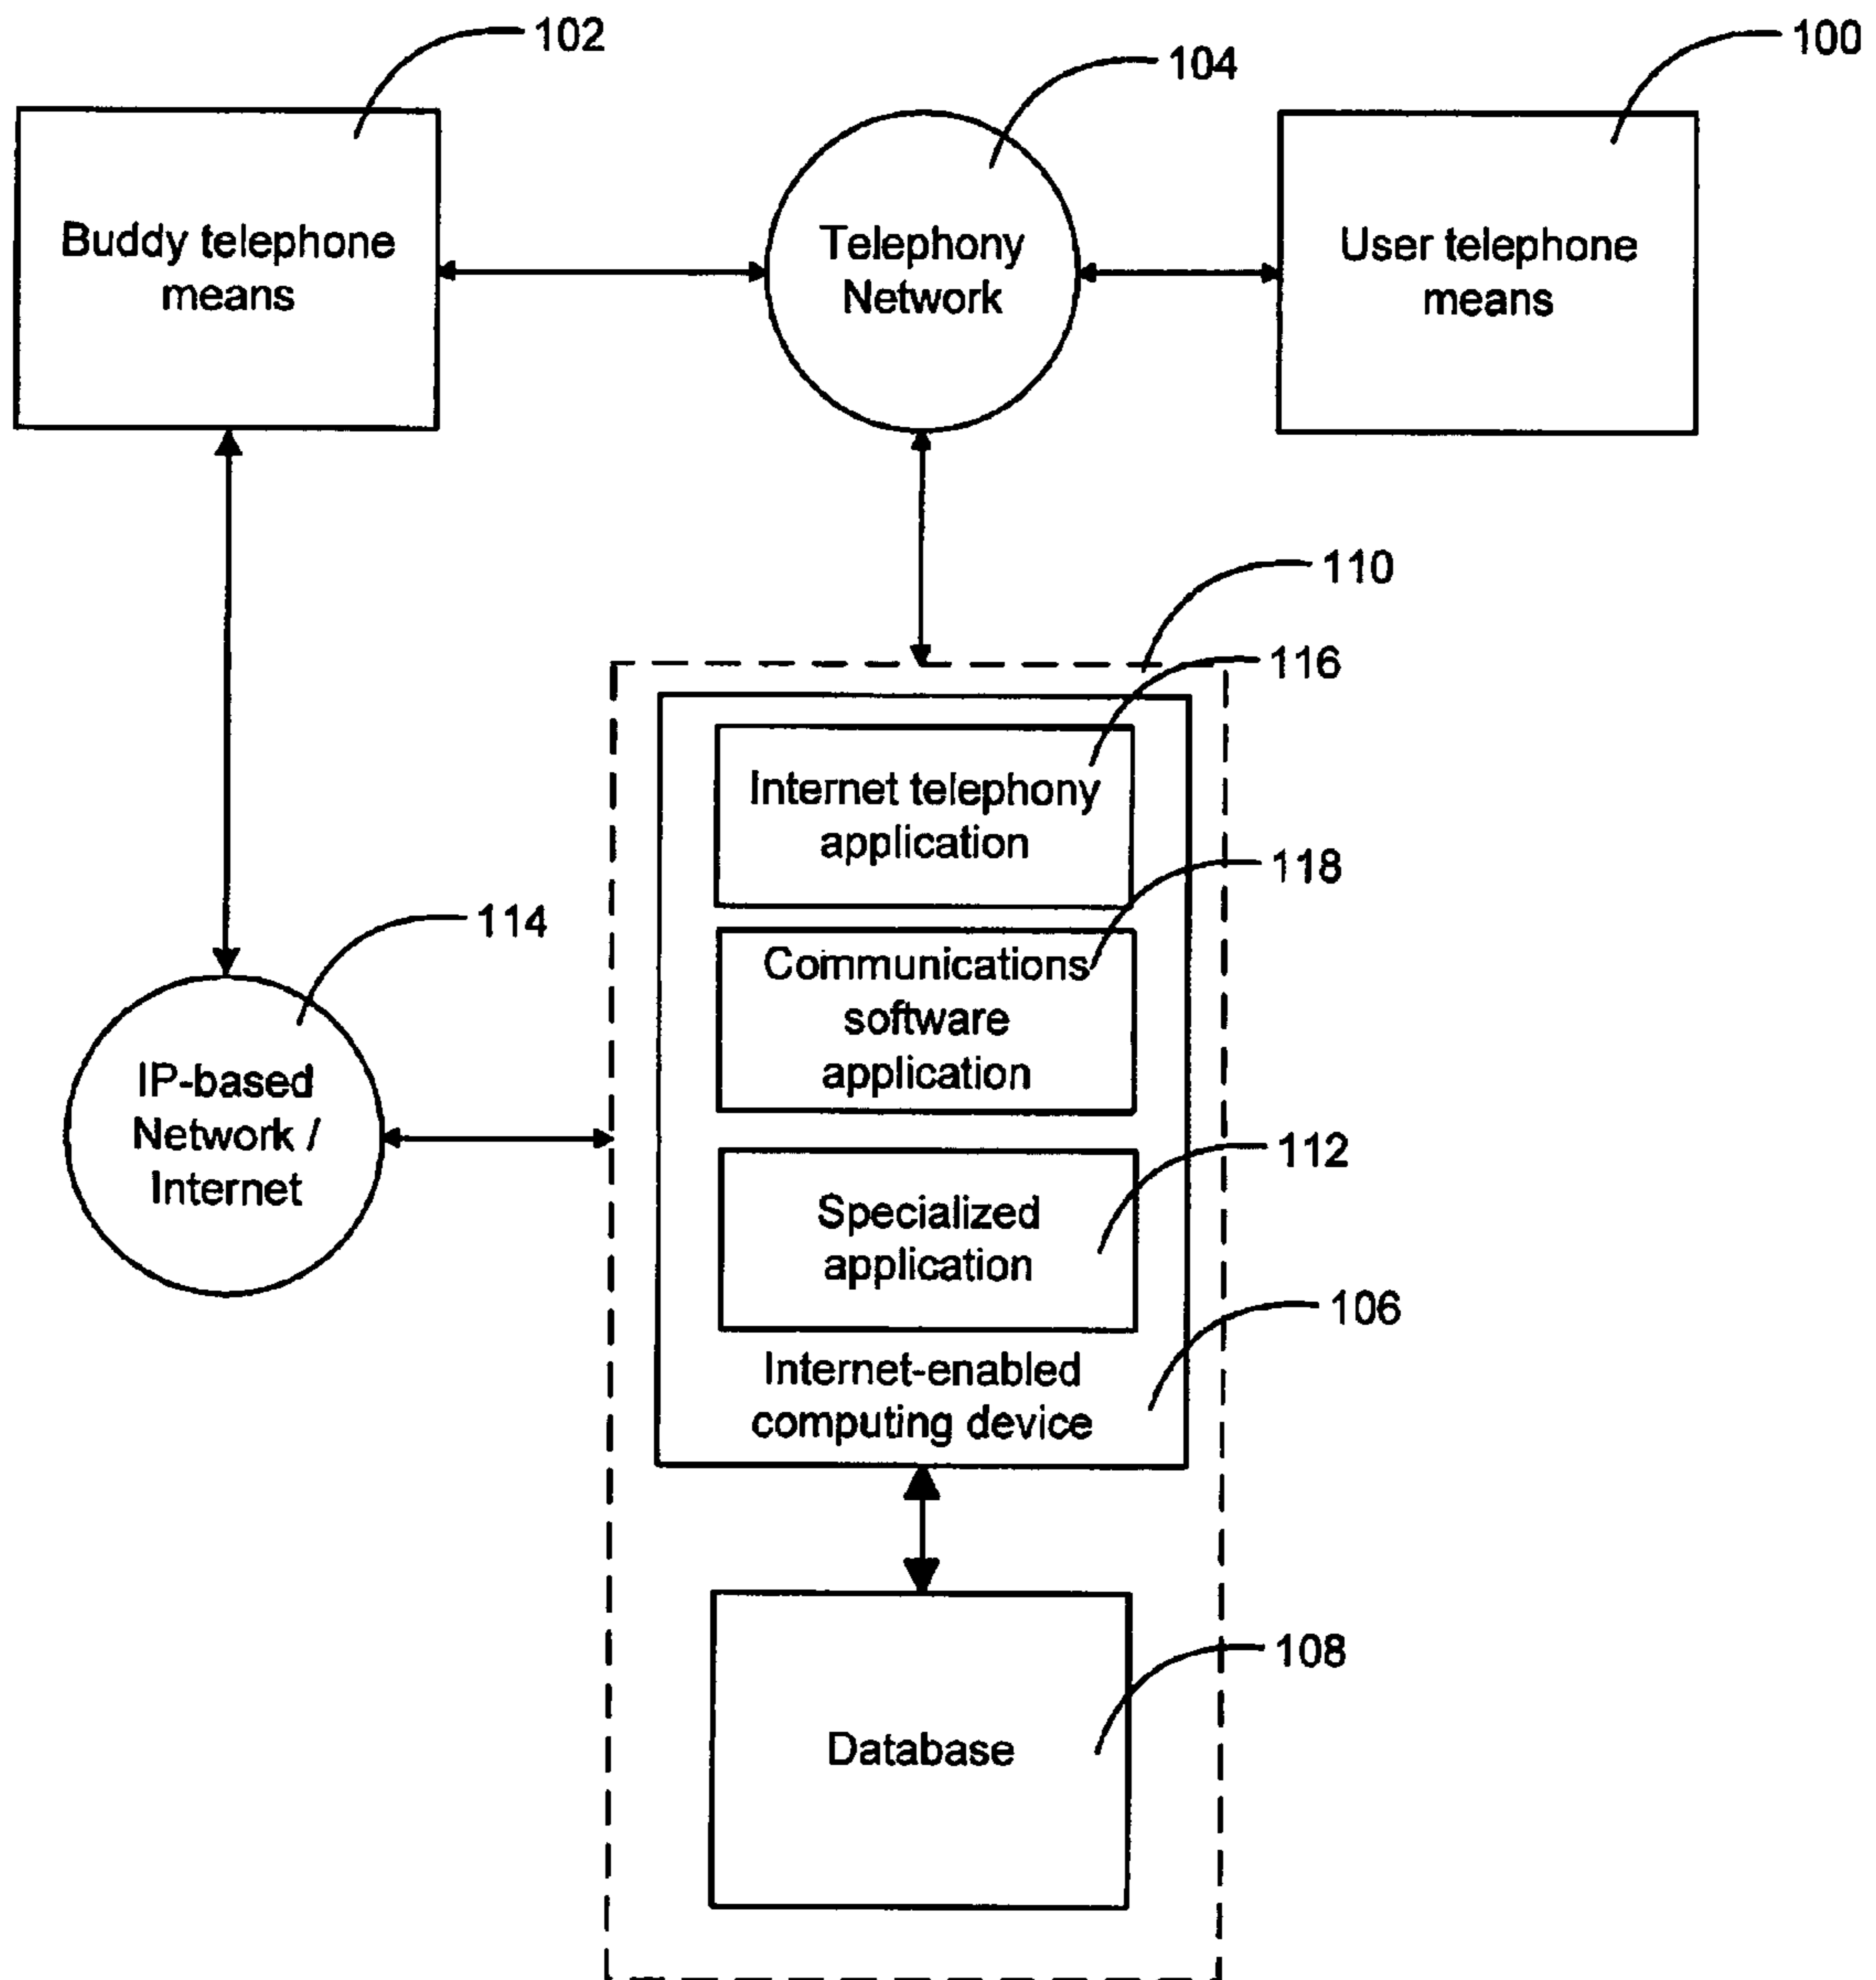 102
104
100
Buddy telephone
means
Telephony
Network
User telephone
means
110
116
Internet telephony
application
118
114
Communications
software
application
IP-based
Network /
Internet
112
Specialized
application
106
Internet-enabled
computing device
108
Database